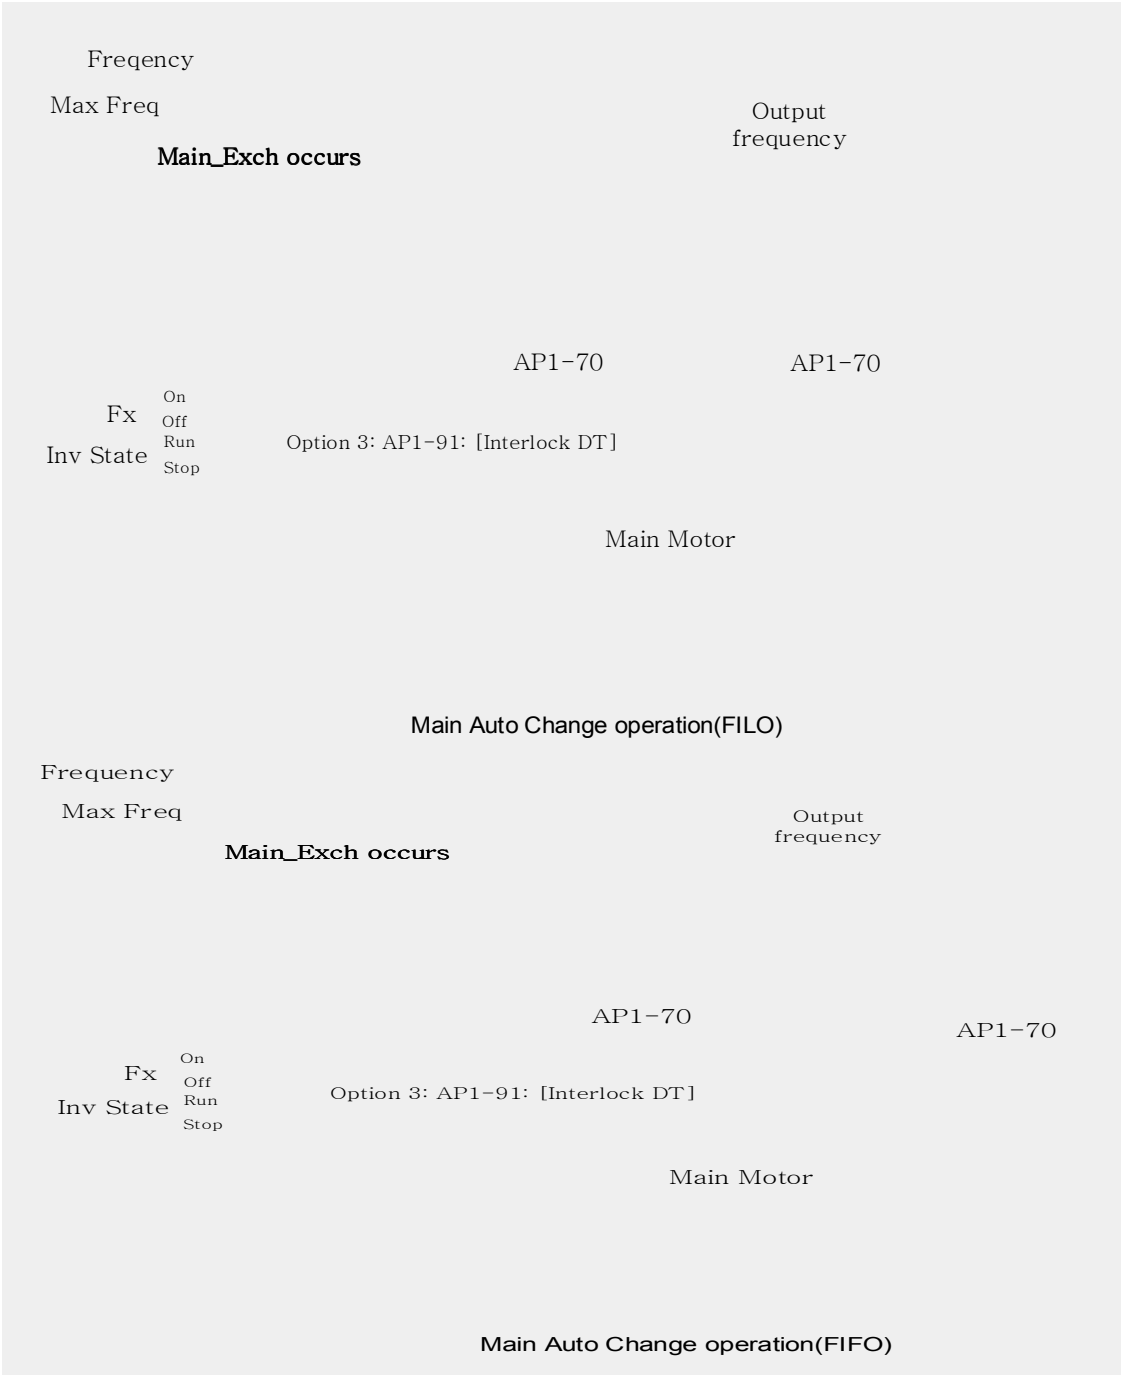 Freqency
Max Freq
Output
frequency
Main_Exch occurs
AP1-70
AP1-70
On
Fx
Off
Run
Option 3: AP1-91: [Interlock DT]
Inv State
Stop
Main Motor
Main Auto Change operation(FILO)
Frequency
Max Freq
Output
frequency
Main_Exch occurs
AP1-70
AP1-70
On
Fx
Off
Run
Option 3: AP1-91: [Interlock DT]
Inv State
Stop
Main Motor
Main Auto Change operation(FIFO)